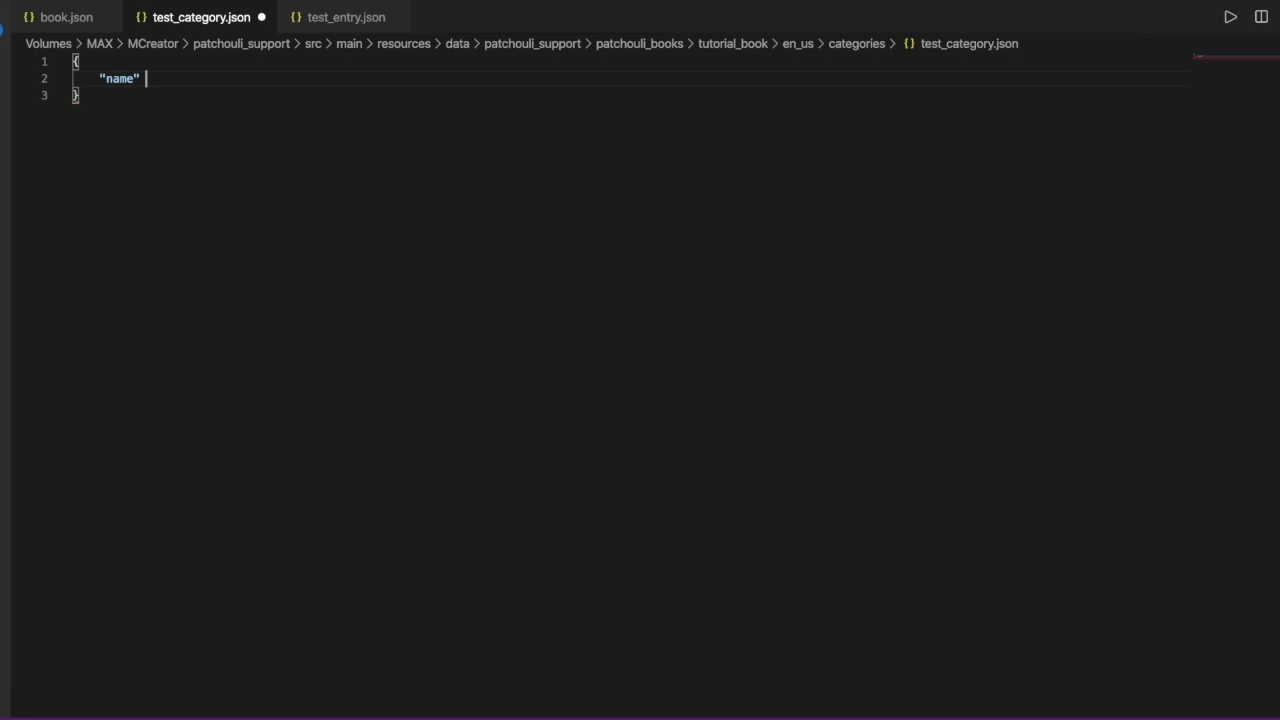 {} book.json {} test_category.json ● {} test_entry.json
Volumes > MAX > MCreator > patchouli_support > src > main > resources > data > patchouli_support > patchouli_books > tutorial_book > en_us > categories > {} test_category.json
1 {
2 "name"
3 }